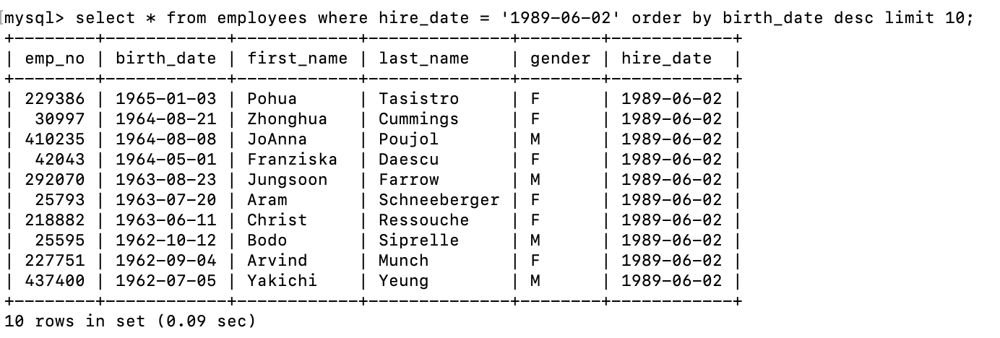 mysql> select * from employees where hire_date = '1989-06-02' order by birth_date desc limit 10;
+--------+------------+------------+--------------+--------+------------+
| emp_no | birth_date | first_name | last_name    | gender | hire_date  |
+--------+------------+------------+--------------+--------+------------+
| 229386 | 1965-01-03 | Pohua      | Tasistro     | F      | 1989-06-02 |
|  30997 | 1964-08-21 | Zhonghua   | Cummings     | F      | 1989-06-02 |
| 410235 | 1964-08-08 | JoAnna     | Poujol       | M      | 1989-06-02 |
|  42043 | 1964-05-01 | Franziska  | Daescu       | F      | 1989-06-02 |
| 292070 | 1963-08-23 | Jungsoon   | Farrow       | M      | 1989-06-02 |
|  25793 | 1963-07-20 | Aram       | Schneeberger | F      | 1989-06-02 |
| 218882 | 1963-06-11 | Christ     | Ressouche    | F      | 1989-06-02 |
|  25595 | 1962-10-12 | Bodo       | Siprelle     | M      | 1989-06-02 |
| 227751 | 1962-09-04 | Arvind     | Munch        | F      | 1989-06-02 |
| 437400 | 1962-07-05 | Yakichi    | Yeung        | M      | 1989-06-02 |
+--------+------------+------------+--------------+--------+------------+
10 rows in set (0.09 sec)